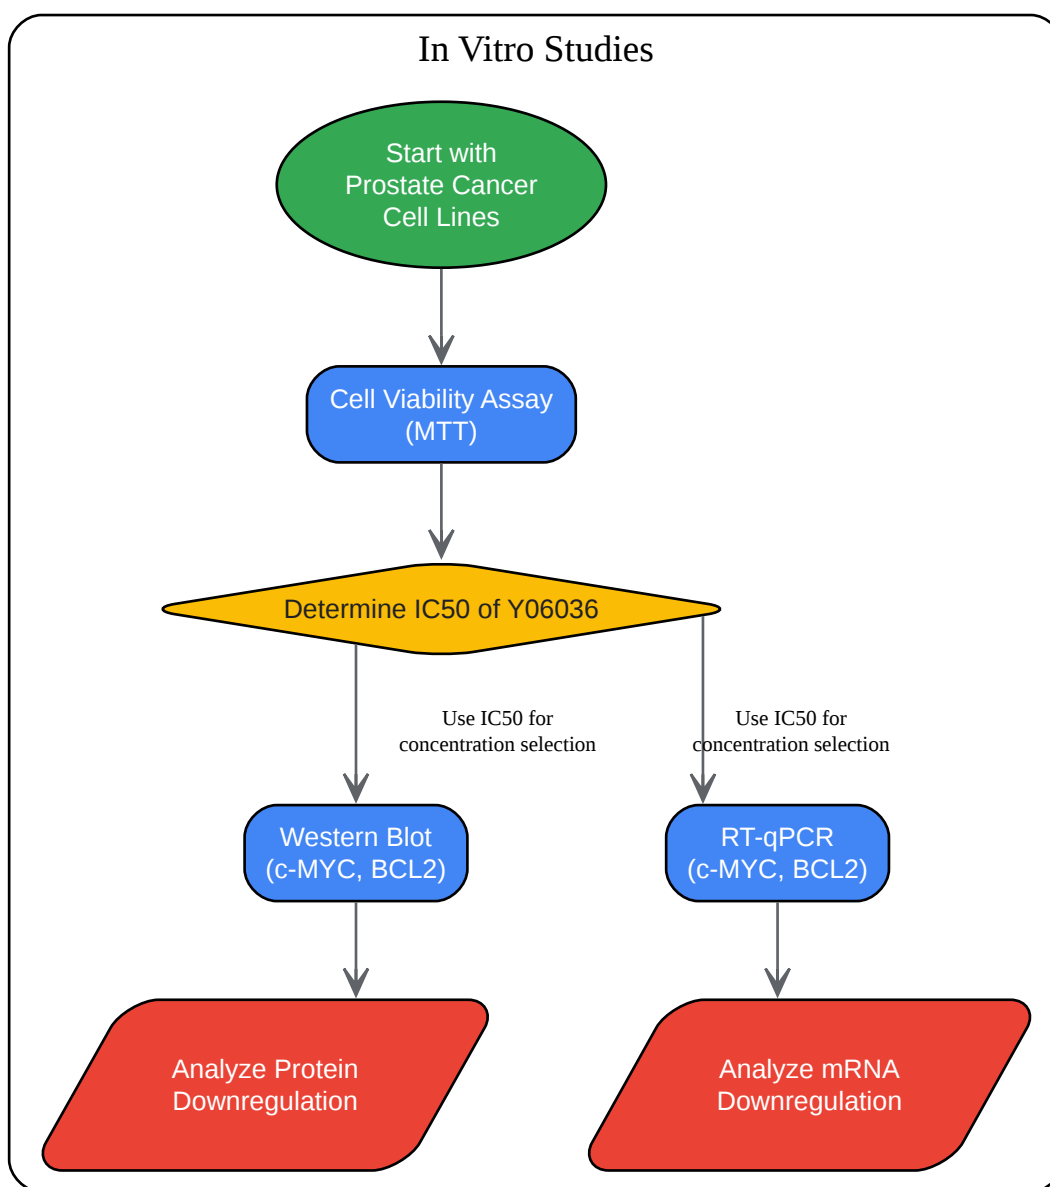 In Vitro Studies
Start with
Prostate Cancer
Cell Lines
Cell Viability Assay
(MTT)
Determine IC50 of Y06036
Use IC50 for
concentration selection
Use IC50 for
concentration selection
Western Blot
(c-MYC, BCL2)
RT-qPCR
(c-MYC, BCL2)
Analyze Protein
Downregulation
Analyze mRNA
Downregulation